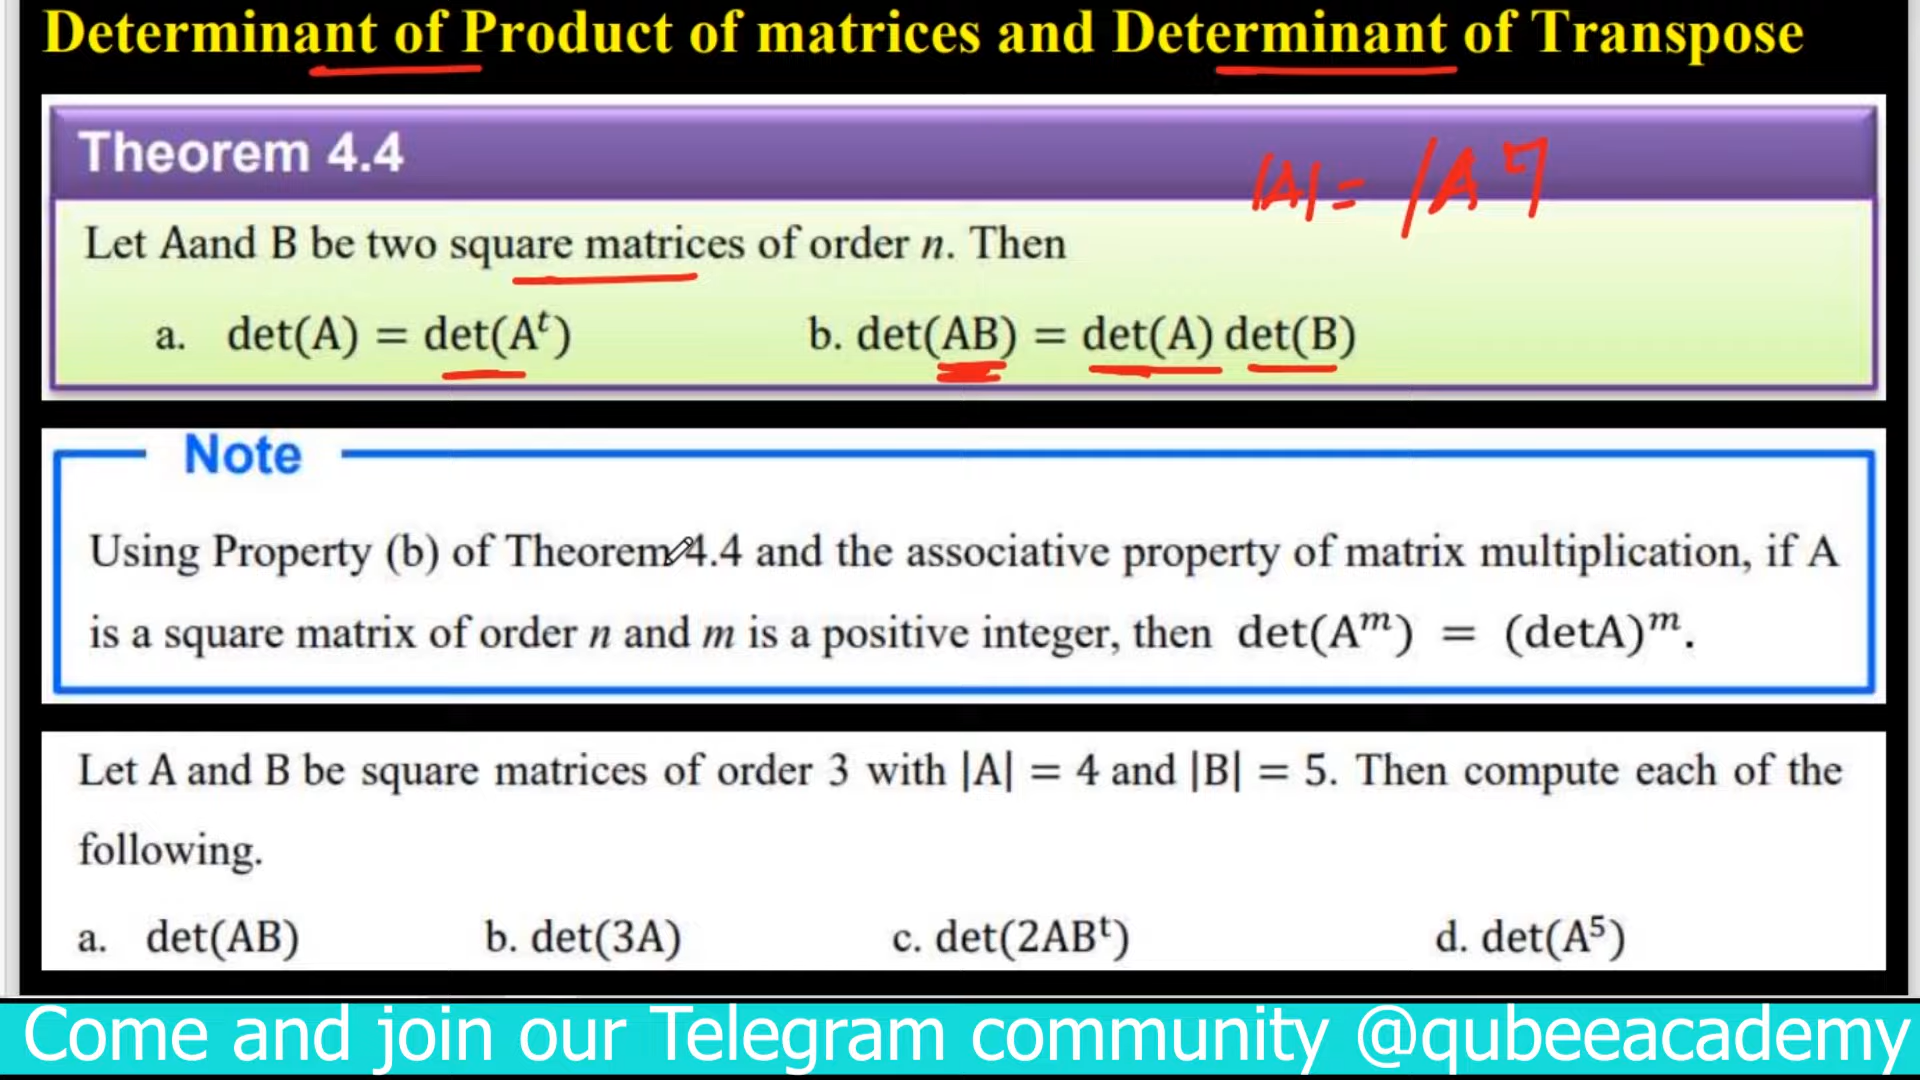 Determinant of Product of matrices and Determinant of Transpose
Theorem 4.4
|A| = |Aᵀ|
Let Aand B be two square matrices of order n. Then
a. det(A) = det(Aᵗ) b. det(AB) = det(A) det(B)
Note
Using Property (b) of Theorem 4.4 and the associative property of matrix multiplication, if A
is a square matrix of order n and m is a positive integer, then det(Aᵐ) = (detA)ᵐ.
Let A and B be square matrices of order 3 with |A| = 4 and |B| = 5. Then compute each of the
following.
a. det(AB) b. det(3A) c. det(2ABᵗ) d. det(A⁵)
Come and join our Telegram community @qubeeacademy